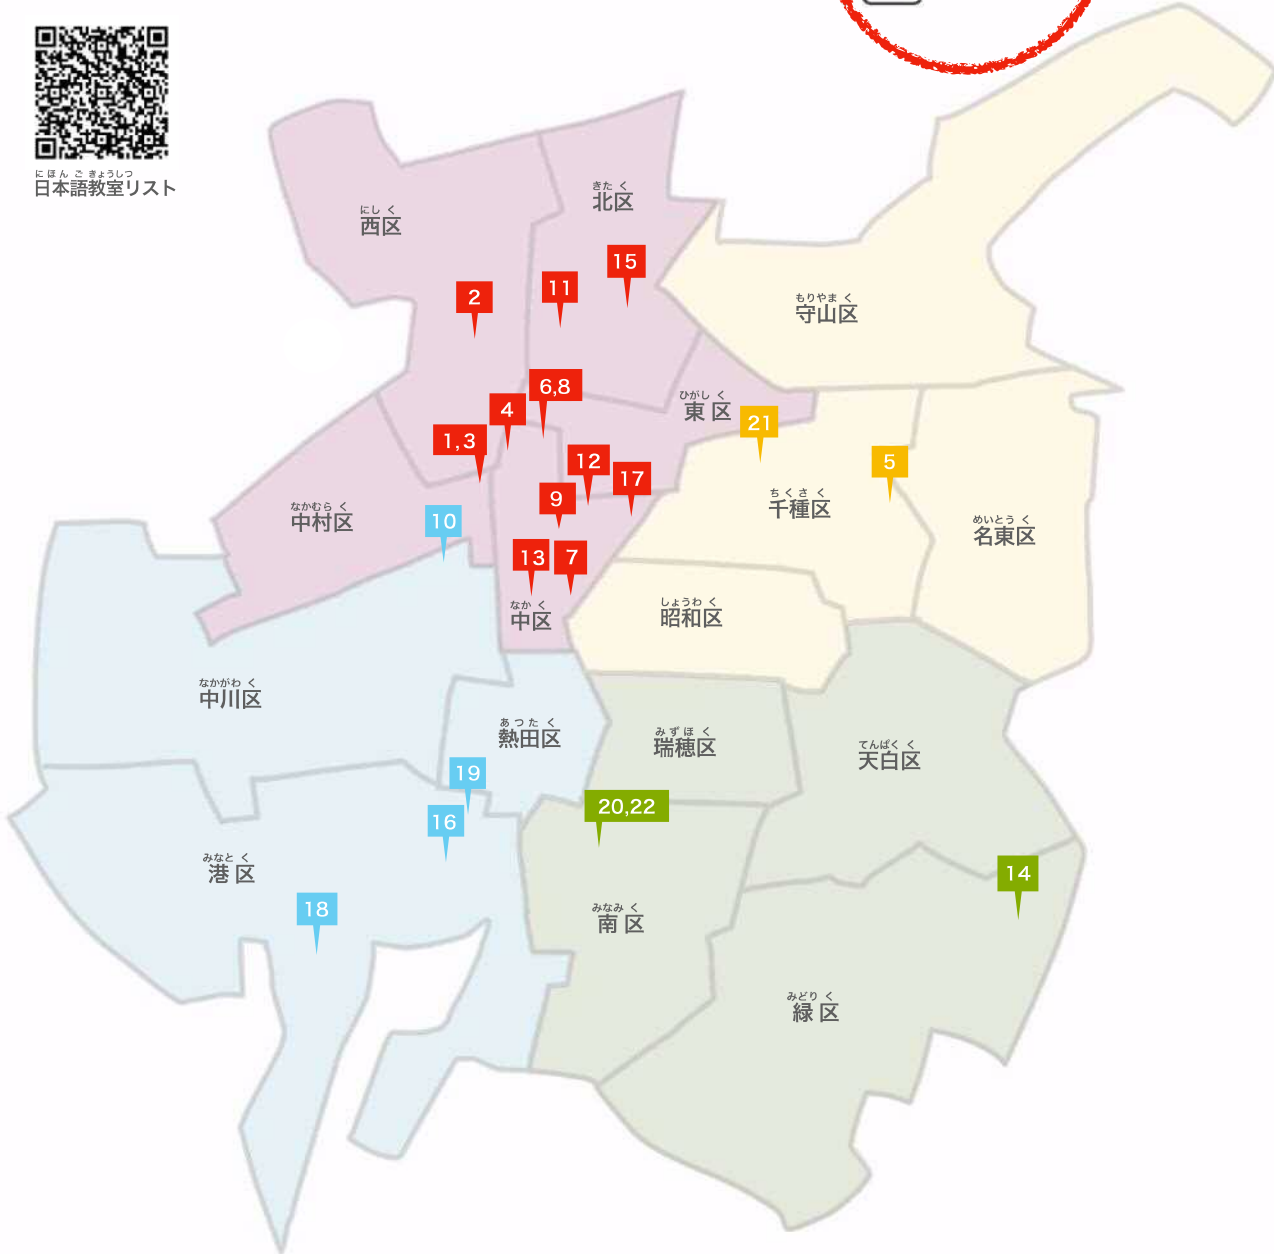 にほんごきょうしつ
日本語教室リスト
きたく
北区
にしく
西区
15
11
2
もりやまく
守山区
6,8
ひがしく
東区
4
21
1,3
12
5
17
9
ちくさく
千種区
なかむらく
中村区
10
めいとうく
名東区
13
7
なかく
中区
しょうわく
昭和区
なかがわく
中川区
あつたく
熱田区
みずほく
瑞穂区
てんぱくく
天白区
19
20,22
16
みなとく
港区
14
18
みなみく
南区
みどりく
緑区